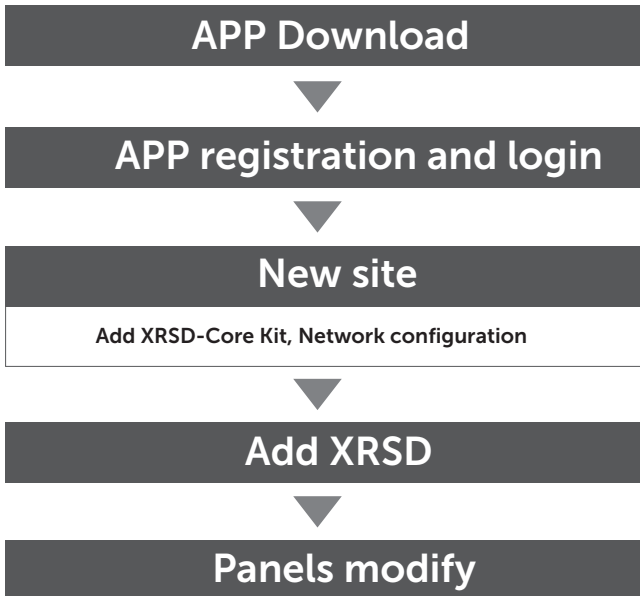 APP Download
APP registration and login
New site
Add XRSD-Core Kit, Network configuration
Add XRSD
Panels modify